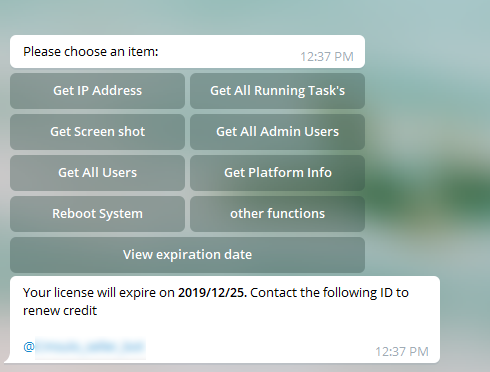 Please choose an item:
12:37 PM
Get IP Address
Get All Running Task's
Get Screen shot
Get All Admin Users
Get All Users
Get Platform Info
Reboot System
other functions
View expiration date
Your license will expire on 2019/12/25. Contact the following ID to
renew credit
@
12:37 PM